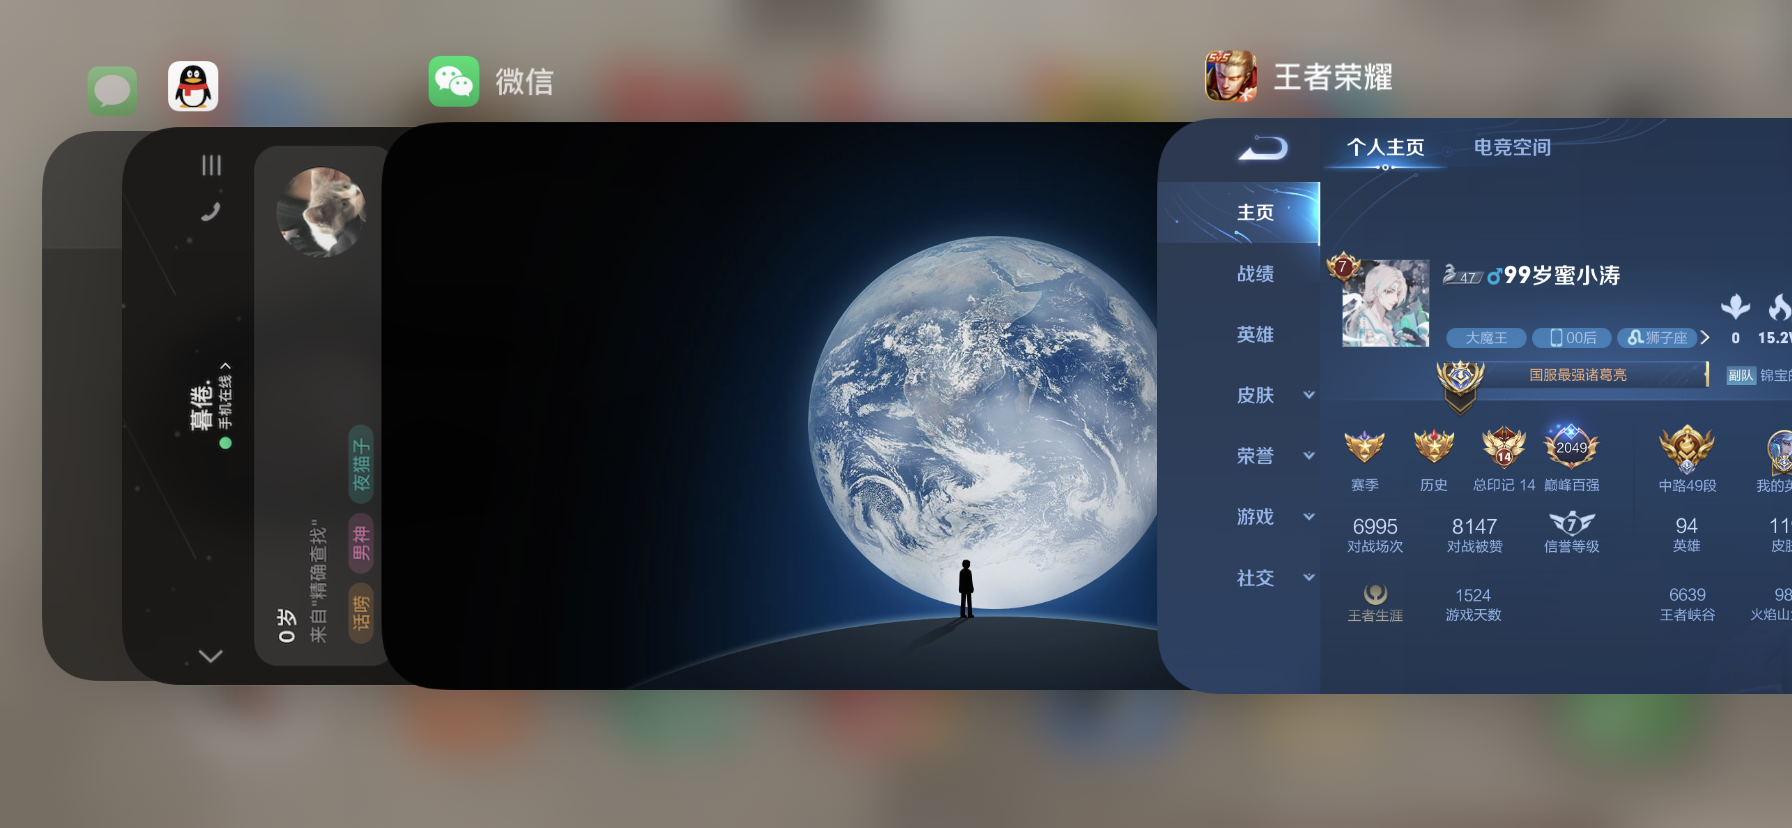 微信
王者荣耀
暮倦.
手机在线
0岁
来自"精确查找"
话唠
男神
夜猫子
个人主页
电竞空间
主页
战绩
英雄
皮肤
荣誉
游戏
社交
7
47
99岁蜜小涛
大魔王
00后
狮子座
0
15.2
国服最强诸葛亮
副队
锦宝
14
2049
赛季
历史
总印记 14
巅峰百强
中路49段
我的英
6995
8147
7
94
11
对战场次
对战被赞
信誉等级
英雄
皮肤
1524
6639
98
王者生涯
游戏天数
王者峡谷
火焰山